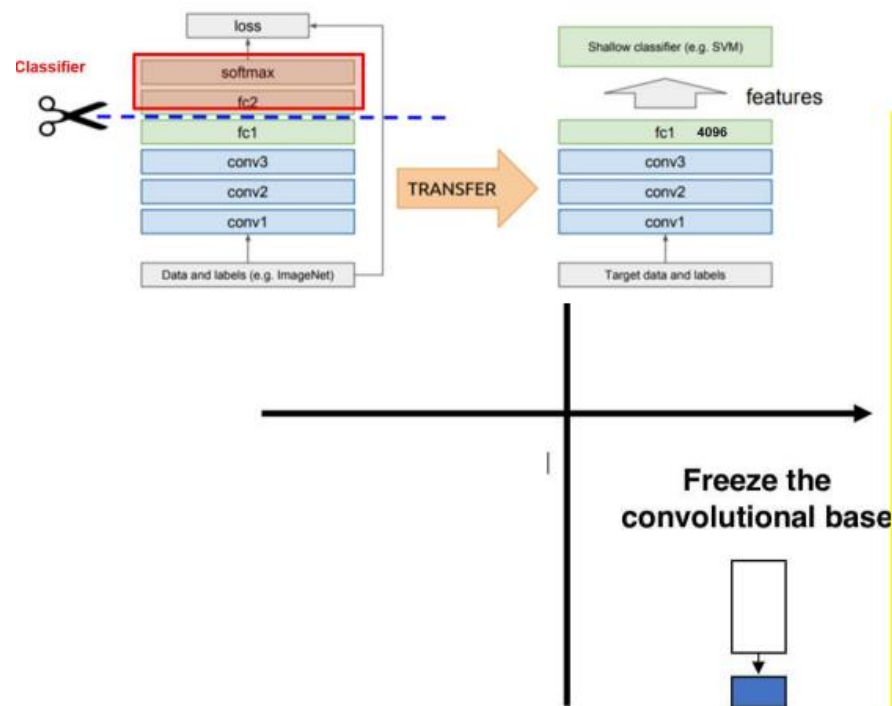 loss
Classifier
softmax
fc2
fc1
conv3
conv2
conv1
Data and labels (e.g. ImageNet)
TRANSFER
Shallow classifier (e.g. SVM)
features
fc1 4096
conv3
conv2
conv1
Target data and labels
Freeze the
convolutional base